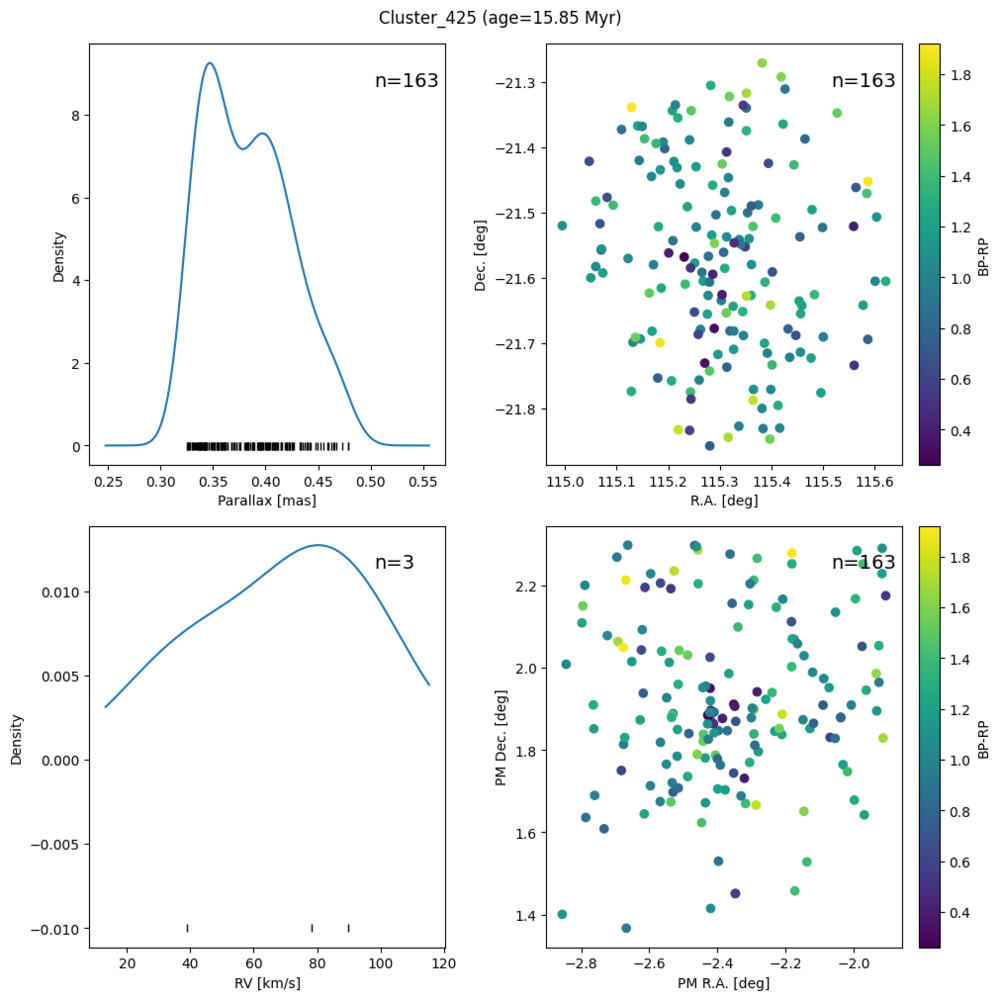 Cluster_425 (age=15.85 Myr)
n=163
Density
0
2
4
6
8
0.25 0.30 0.35 0.40 0.45 0.50 0.55
Parallax [mas]
n=163
Dec. [deg]
−21.3
−21.4
−21.5
−21.6
−21.7
−21.8
115.0 115.1 115.2 115.3 115.4 115.5 115.6
R.A. [deg]
1.8
1.6
1.4
1.2
1.0
0.8
0.6
0.4
BP-RP
n=3
Density
0.010
0.005
0.000
−0.005
−0.010
20 40 60 80 100 120
RV [km/s]
n=163
PM Dec. [deg]
2.2
2.0
1.8
1.6
1.4
−2.8 −2.6 −2.4 −2.2 −2.0
PM R.A. [deg]
1.8
1.6
1.4
1.2
1.0
0.8
0.6
0.4
BP-RP